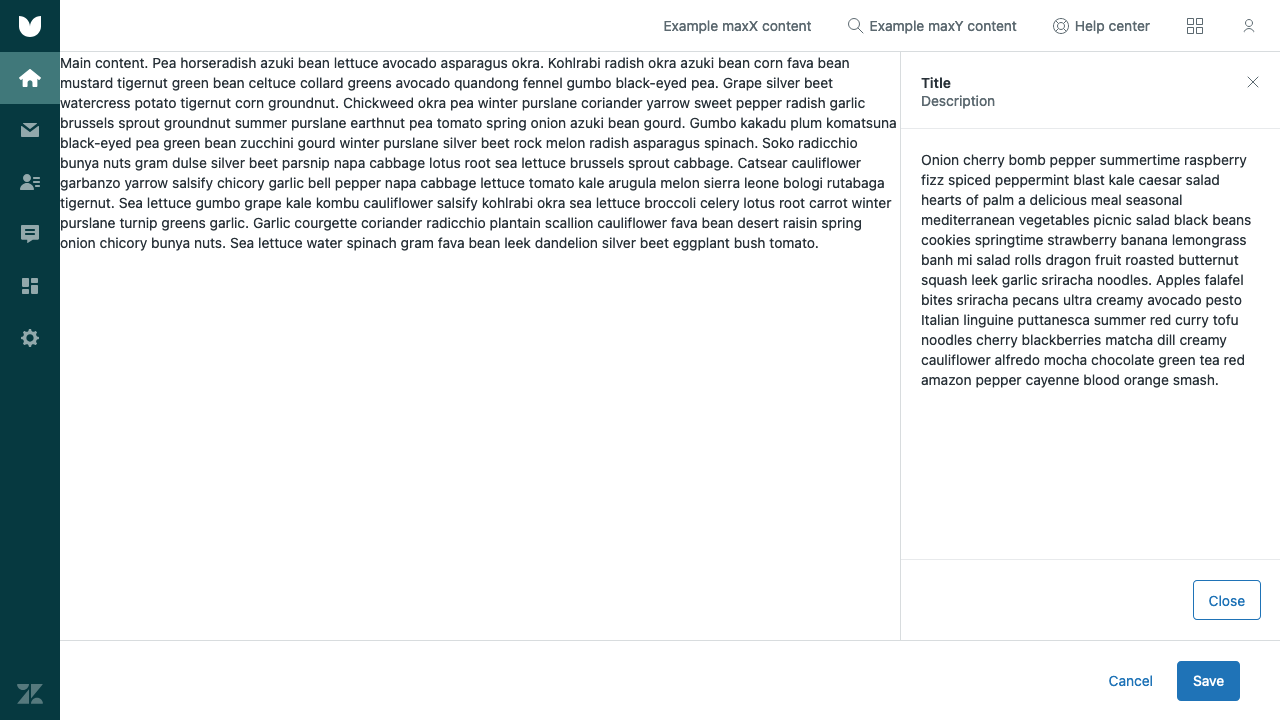 Example maxX content
Example maxY content
Help center
Main content. Pea horseradish azuki bean lettuce avocado asparagus okra. Kohlrabi radish okra azuki bean corn fava bean
mustard tigernut green bean celtuce collard greens avocado quandong fennel gumbo black-eyed pea. Grape silver beet
watercress potato tigernut corn groundnut. Chickweed okra pea winter purslane coriander yarrow sweet pepper radish garlic
brussels sprout groundnut summer purslane earthnut pea tomato spring onion azuki bean gourd. Gumbo kakadu plum komatsuna
black-eyed pea green bean zucchini gourd winter purslane silver beet rock melon radish asparagus spinach. Soko radicchio
bunya nuts gram dulse silver beet parsnip napa cabbage lotus root sea lettuce brussels sprout cabbage. Catsear cauliflower
garbanzo yarrow salsify chicory garlic bell pepper napa cabbage lettuce tomato kale arugula melon sierra leone bologi rutabaga
tigernut. Sea lettuce gumbo grape kale kombu cauliflower salsify kohlrabi okra sea lettuce broccoli celery lotus root carrot winter
purslane turnip greens garlic. Garlic courgette coriander radicchio plantain scallion cauliflower fava bean desert raisin spring
onion chicory bunya nuts. Sea lettuce water spinach gram fava bean leek dandelion silver beet eggplant bush tomato.
Title
Description
Onion cherry bomb pepper summertime raspberry
fizz spiced peppermint blast kale caesar salad
hearts of palm a delicious meal seasonal
mediterranean vegetables picnic salad black beans
cookies springtime strawberry banana lemongrass
banh mi salad rolls dragon fruit roasted butternut
squash leek garlic sriracha noodles. Apples falafel
bites sriracha pecans ultra creamy avocado pesto
Italian linguine puttanesca summer red curry tofu
noodles cherry blackberries matcha dill creamy
cauliflower alfredo mocha chocolate green tea red
amazon pepper cayenne blood orange smash.
Close
Cancel
Save